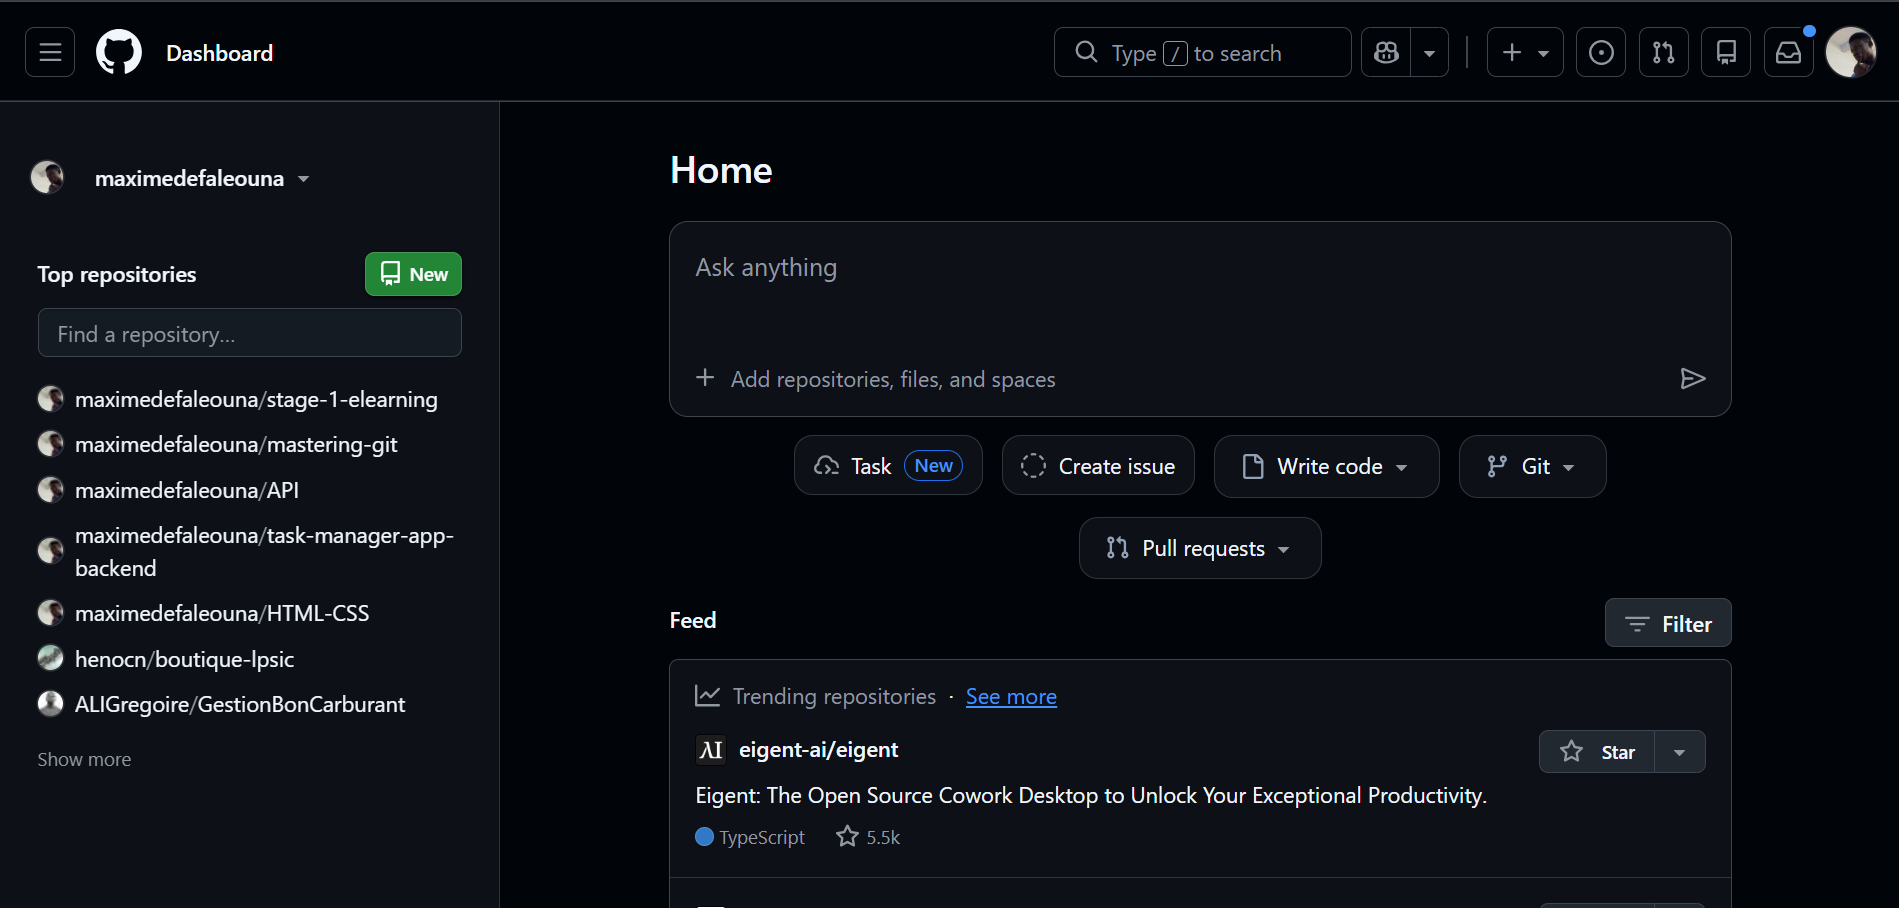 Dashboard
Type / to search
maximedefaleouna
Top repositories
New
Find a repository...
maximedefaleouna/stage-1-elearning
maximedefaleouna/mastering-git
maximedefaleouna/API
maximedefaleouna/task-manager-app-
backend
maximedefaleouna/HTML-CSS
henocn/boutique-lpsic
ALIGregoire/GestionBonCarburant
Show more
Home
Ask anything
Add repositories, files, and spaces
Task New
Create issue
Write code
Git
Pull requests
Feed
Filter
Trending repositories · See more
AI eigent-ai/eigent
Star
Eigent: The Open Source Cowork Desktop to Unlock Your Exceptional Productivity.
TypeScript 5.5k